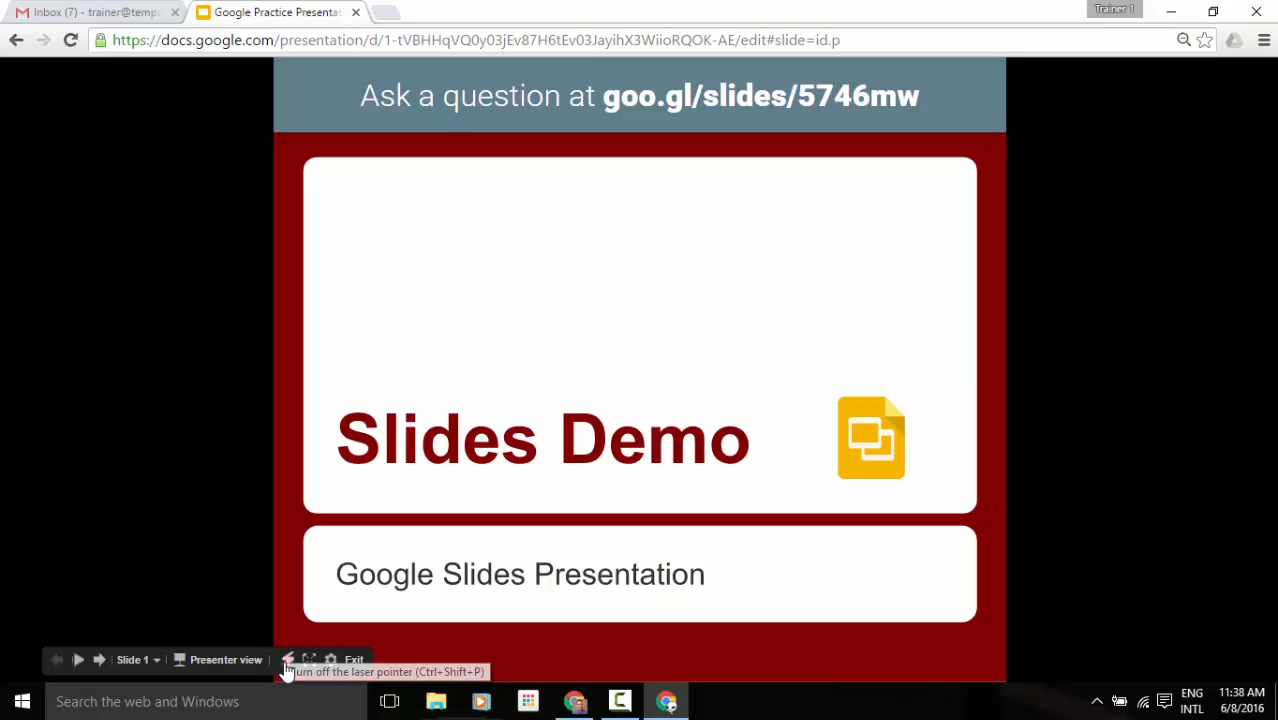 Inbox (7) - trainer@temp
Google Practice Presentat
Trainer 1
https://docs.google.com/presentation/d/1-tVBHHqVQ0y03jEv87H6tEv03JayihX3WiioRQOK-AE/edit#slide=id.p
Ask a question at goo.gl/slides/5746mw
Slides Demo
Google Slides Presentation
Slide 1
Presenter view
Exit
Turn off the laser pointer (Ctrl+Shift+P)
Search the web and Windows
ENG
INTL
11:38 AM
6/8/2016